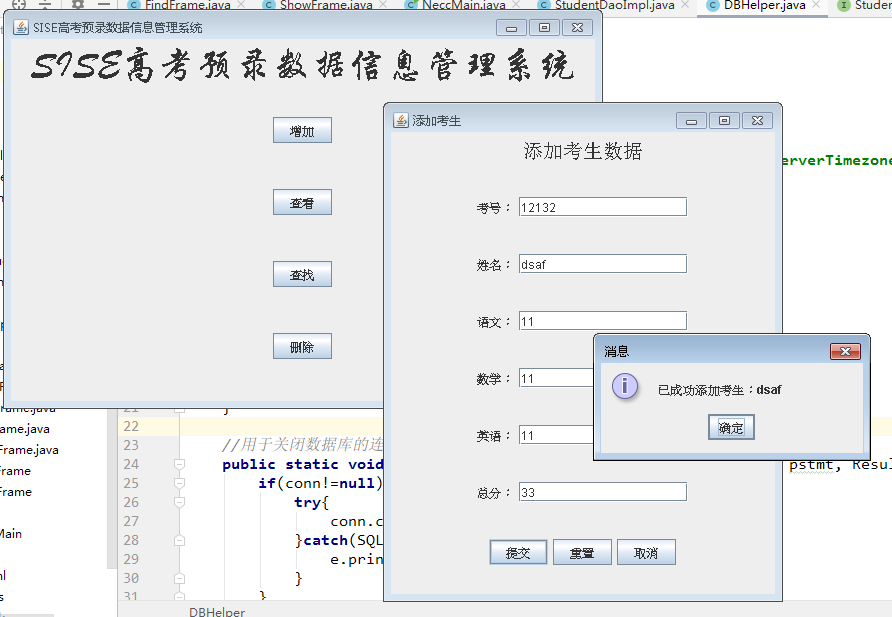 FindFrame.java
ShowFrame.java
NeccMain.java
StudentDaoImpl.java
DBHelper.java
Studen
SISE高考预录数据信息管理系统
SISE高考预录数据信息管理系统
增加
查看
查找
删除
添加考生
添加考生数据
考号：
12132
姓名：
dsaf
语文：
11
数学：
11
英语：
11
总分：
33
提交
重置
取消
消息
已成功添加考生：dsaf
确定
erverTimezone
rame.java
ame.java
Frame.java
Frame
Frame
Main
21 }
22
23 //用于关闭数据库的连
24 public static void
pstmt, Resul
25 if(conn!=null)
26 try{
27 conn.c
28 }catch(SQL
29 e.prin
30 }
31 }
DBHelper